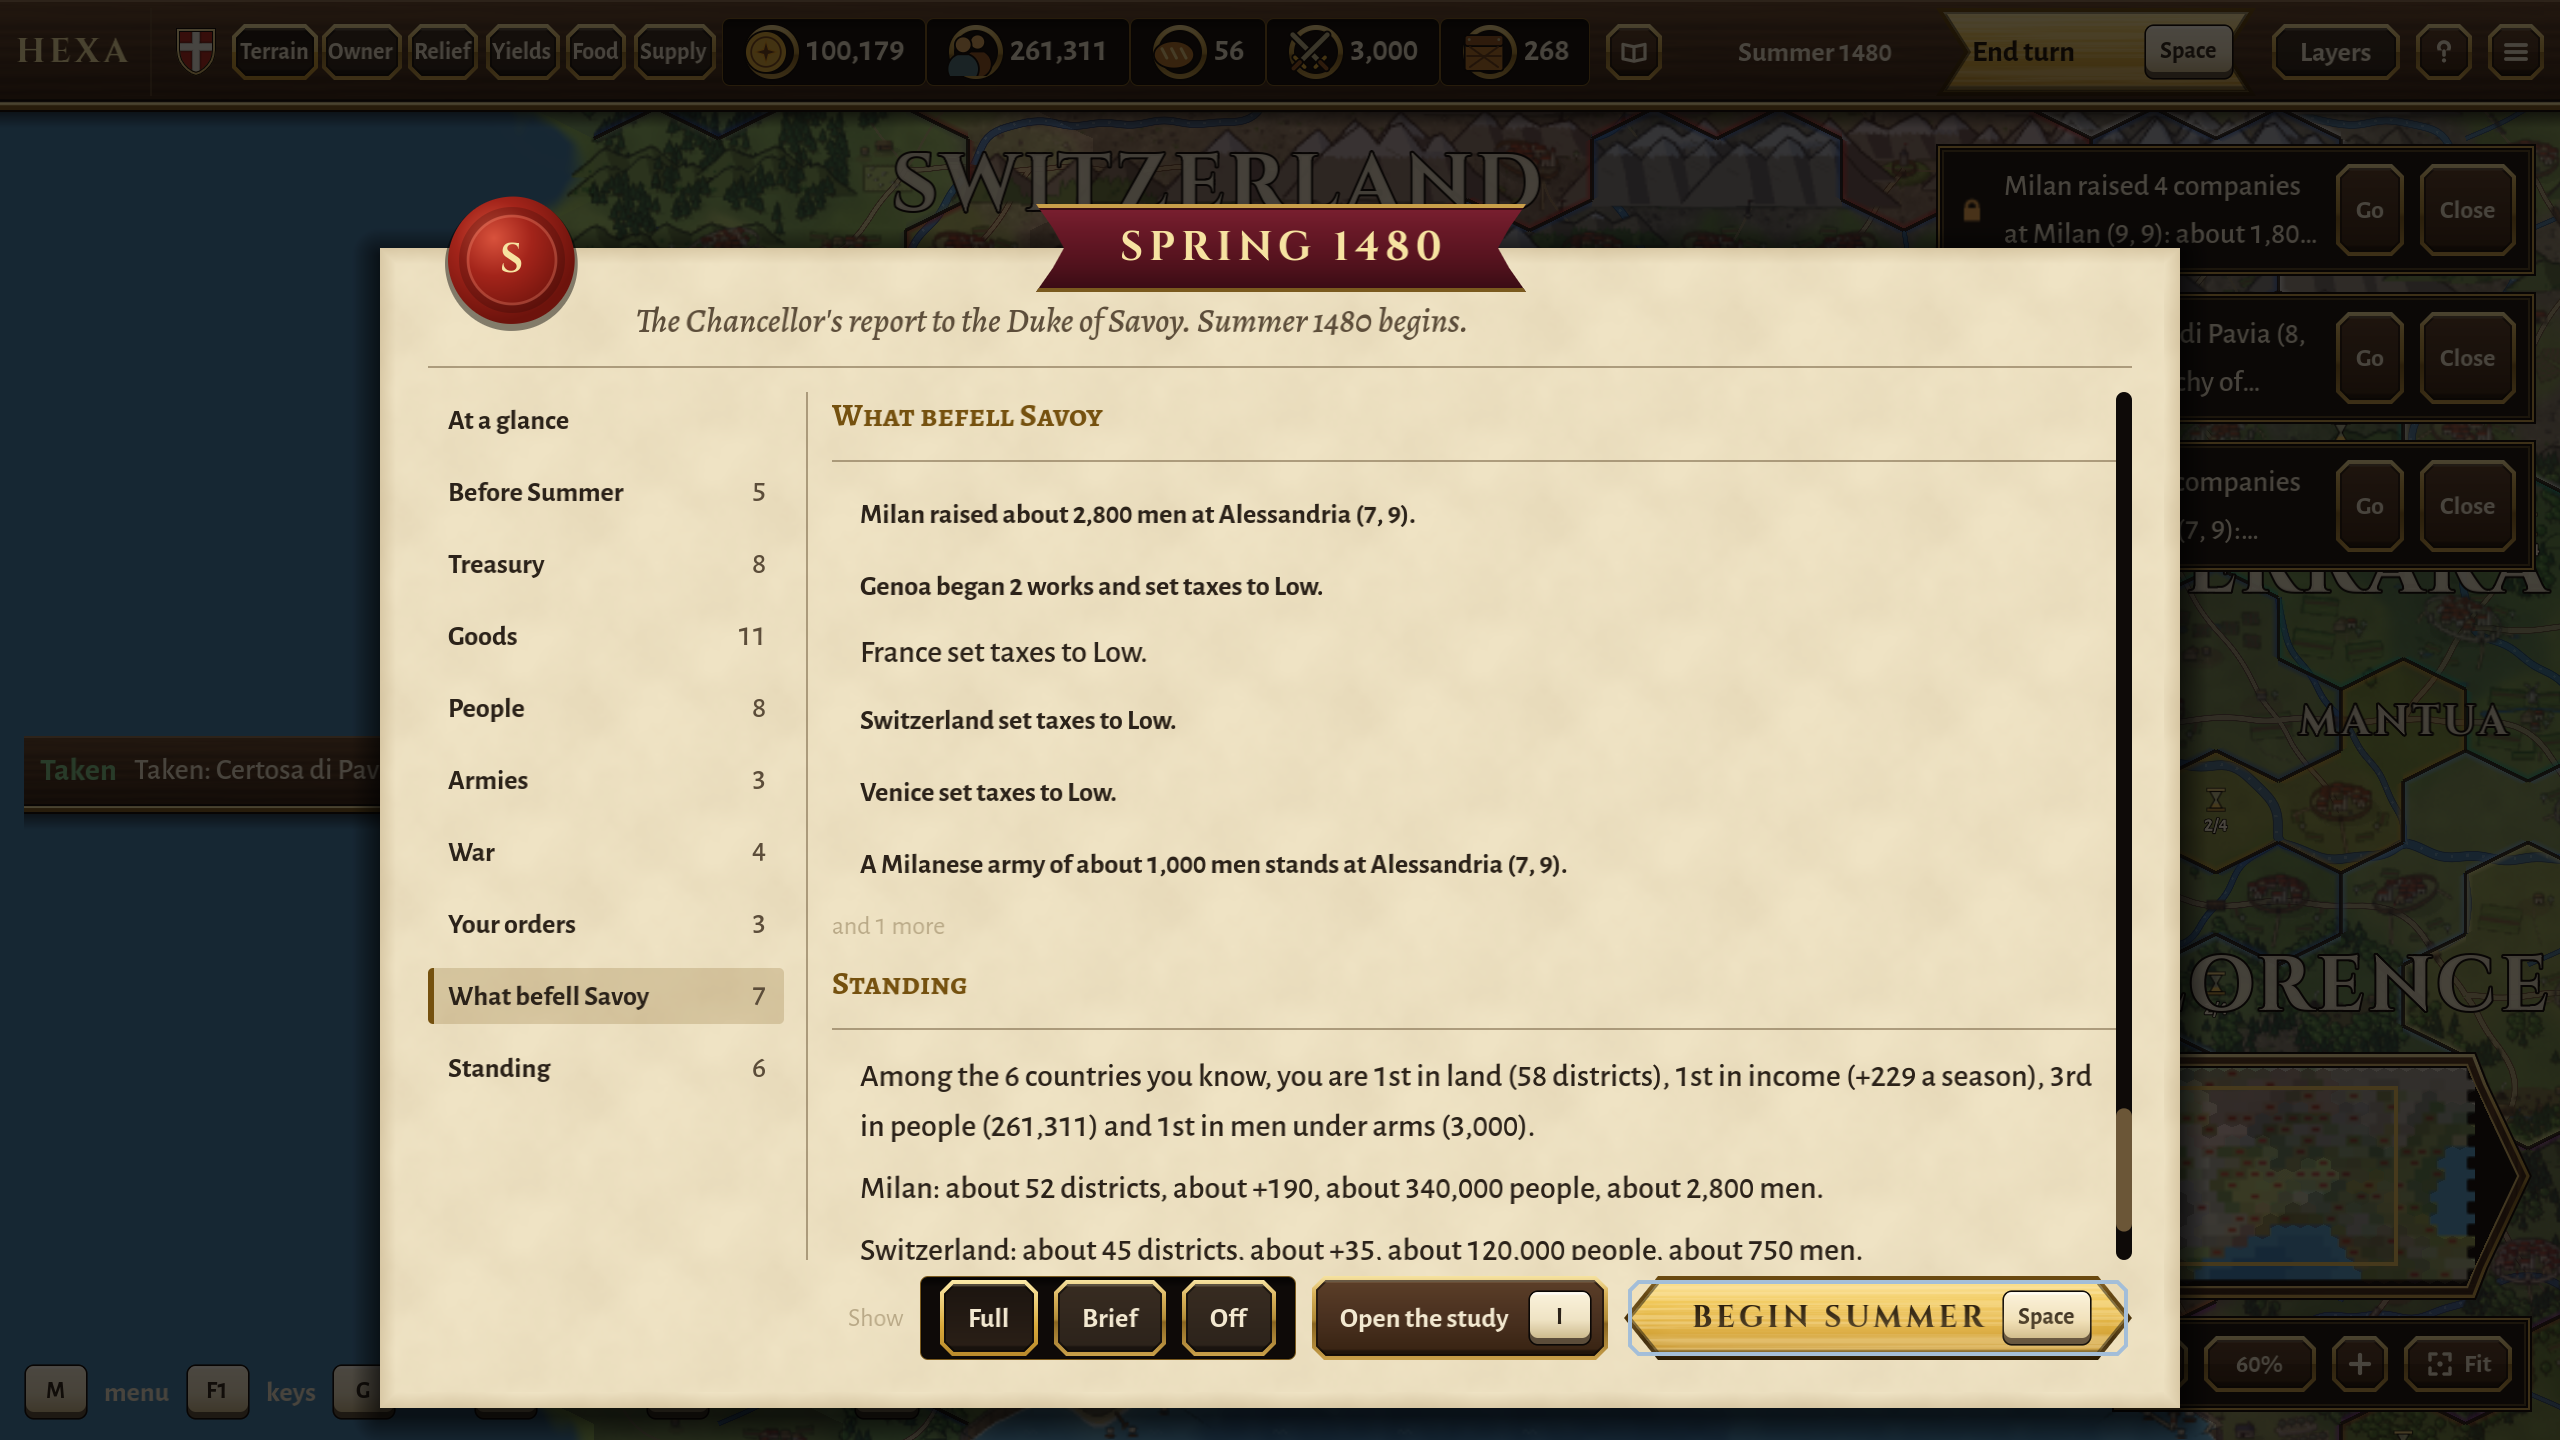 HEXA
Terrain
Owner
Relief
Yields
Food
Supply
100,179
261,311
56
3,000
268
Summer 1480
End turn
Space
Layers
?
SWITZERLAND
Milan raised 4 companies
at Milan (9, 9): about 1,80...
Go
Close
S
SPRING 1480
The Chancellor's report to the Duke of Savoy. Summer 1480 begins.
di Pavia (8,
chy of...
Go
Close
companies
(7, 9):...
Go
Close
At a glance
Before Summer 5
Treasury 8
Goods 11
People 8
Armies 3
War 4
Your orders 3
What befell Savoy 7
Standing 6
What befell Savoy
Milan raised about 2,800 men at Alessandria (7, 9).
Genoa began 2 works and set taxes to Low.
France set taxes to Low.
Switzerland set taxes to Low.
Venice set taxes to Low.
A Milanese army of about 1,000 men stands at Alessandria (7, 9).
and 1 more
Standing
Among the 6 countries you know, you are 1st in land (58 districts), 1st in income (+229 a season), 3rd
in people (261,311) and 1st in men under arms (3,000).
Milan: about 52 districts, about +190, about 340,000 people, about 2,800 men.
Switzerland: about 45 districts, about +35, about 120,000 people, about 750 men.
Taken
Taken: Certosa di Pav
MANTUA
2/4
ORENCE
Show
Full
Brief
Off
Open the study
I
BEGIN SUMMER
Space
M
menu
F1
keys
G
60%
+
Fit